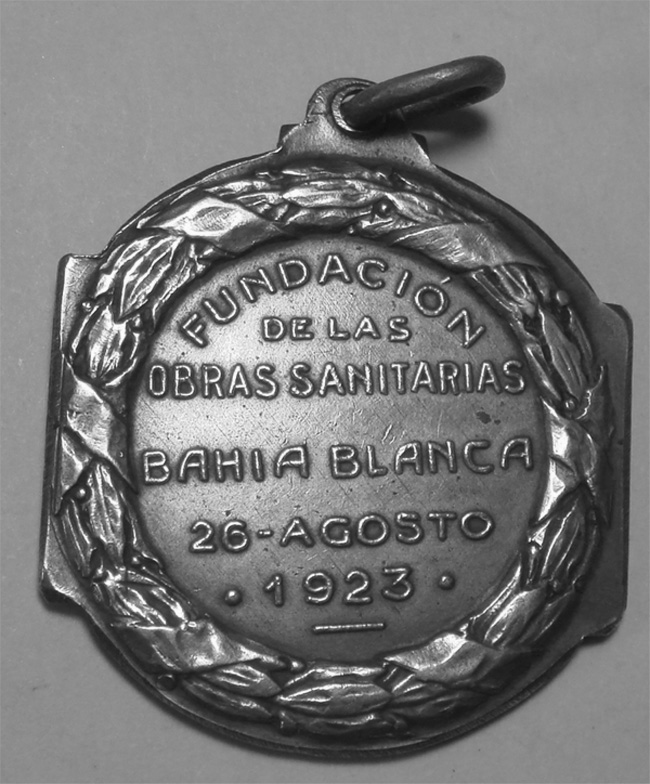 FUNDACIÓN
DE LAS
OBRAS SANITARIAS
BAHIA BLANCA
26-AGOSTO
· 1923 ·